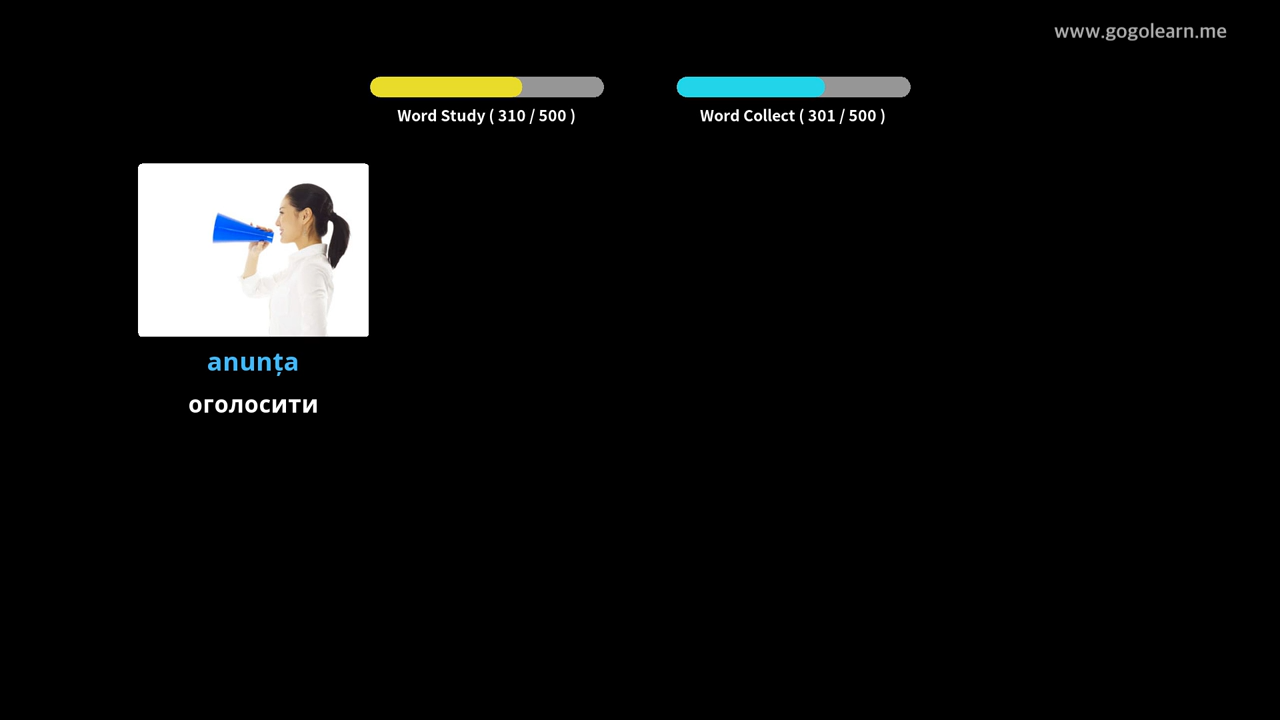 www.gogolearn.me
Word Study ( 310 / 500 )
Word Collect ( 301 / 500 )
anunța
оголосити